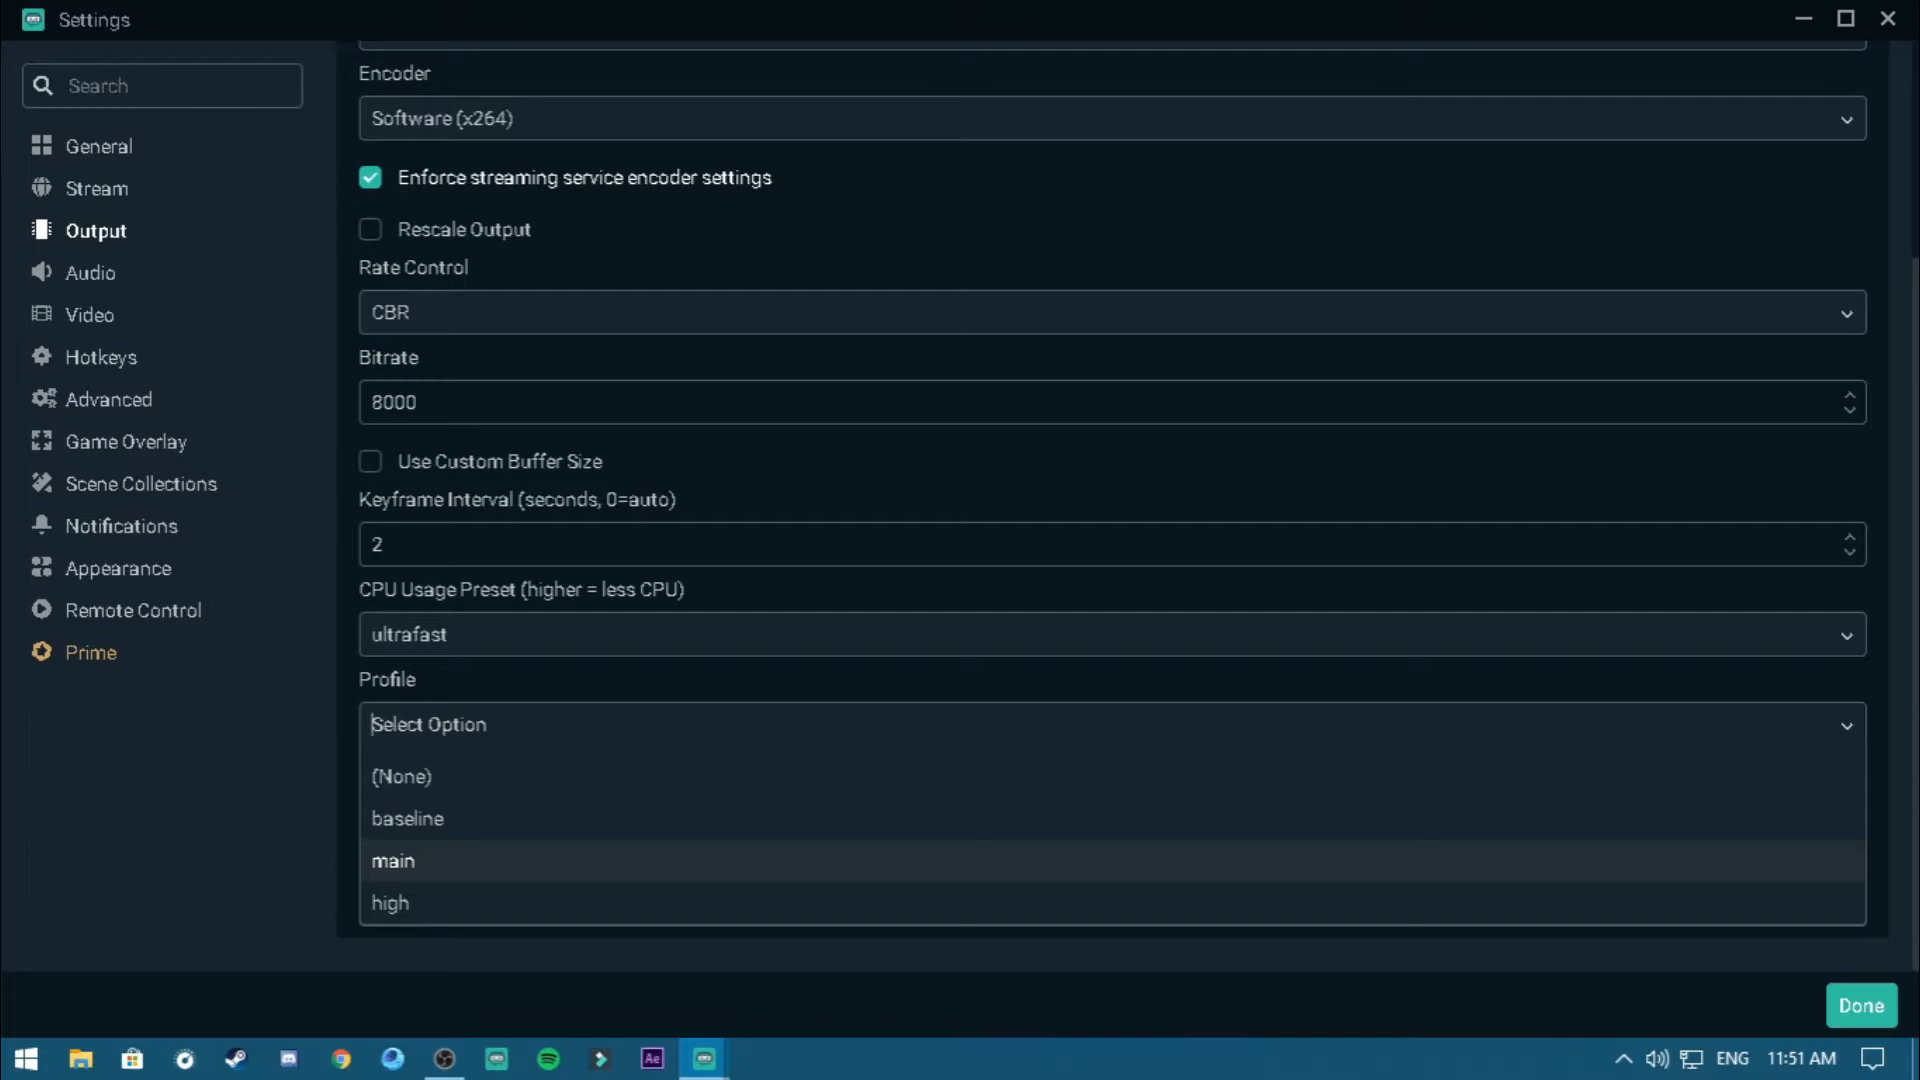 Settings
Search
General
Stream
Output
Audio
Video
Hotkeys
Advanced
Game Overlay
Scene Collections
Notifications
Appearance
Remote Control
Prime
Encoder
Software (x264)
Enforce streaming service encoder settings
Rescale Output
Rate Control
CBR
Bitrate
8000
Use Custom Buffer Size
Keyframe Interval (seconds, 0=auto)
2
CPU Usage Preset (higher = less CPU)
ultrafast
Profile
Select Option
(None)
baseline
main
high
Done
Ae
ENG
11:51 AM